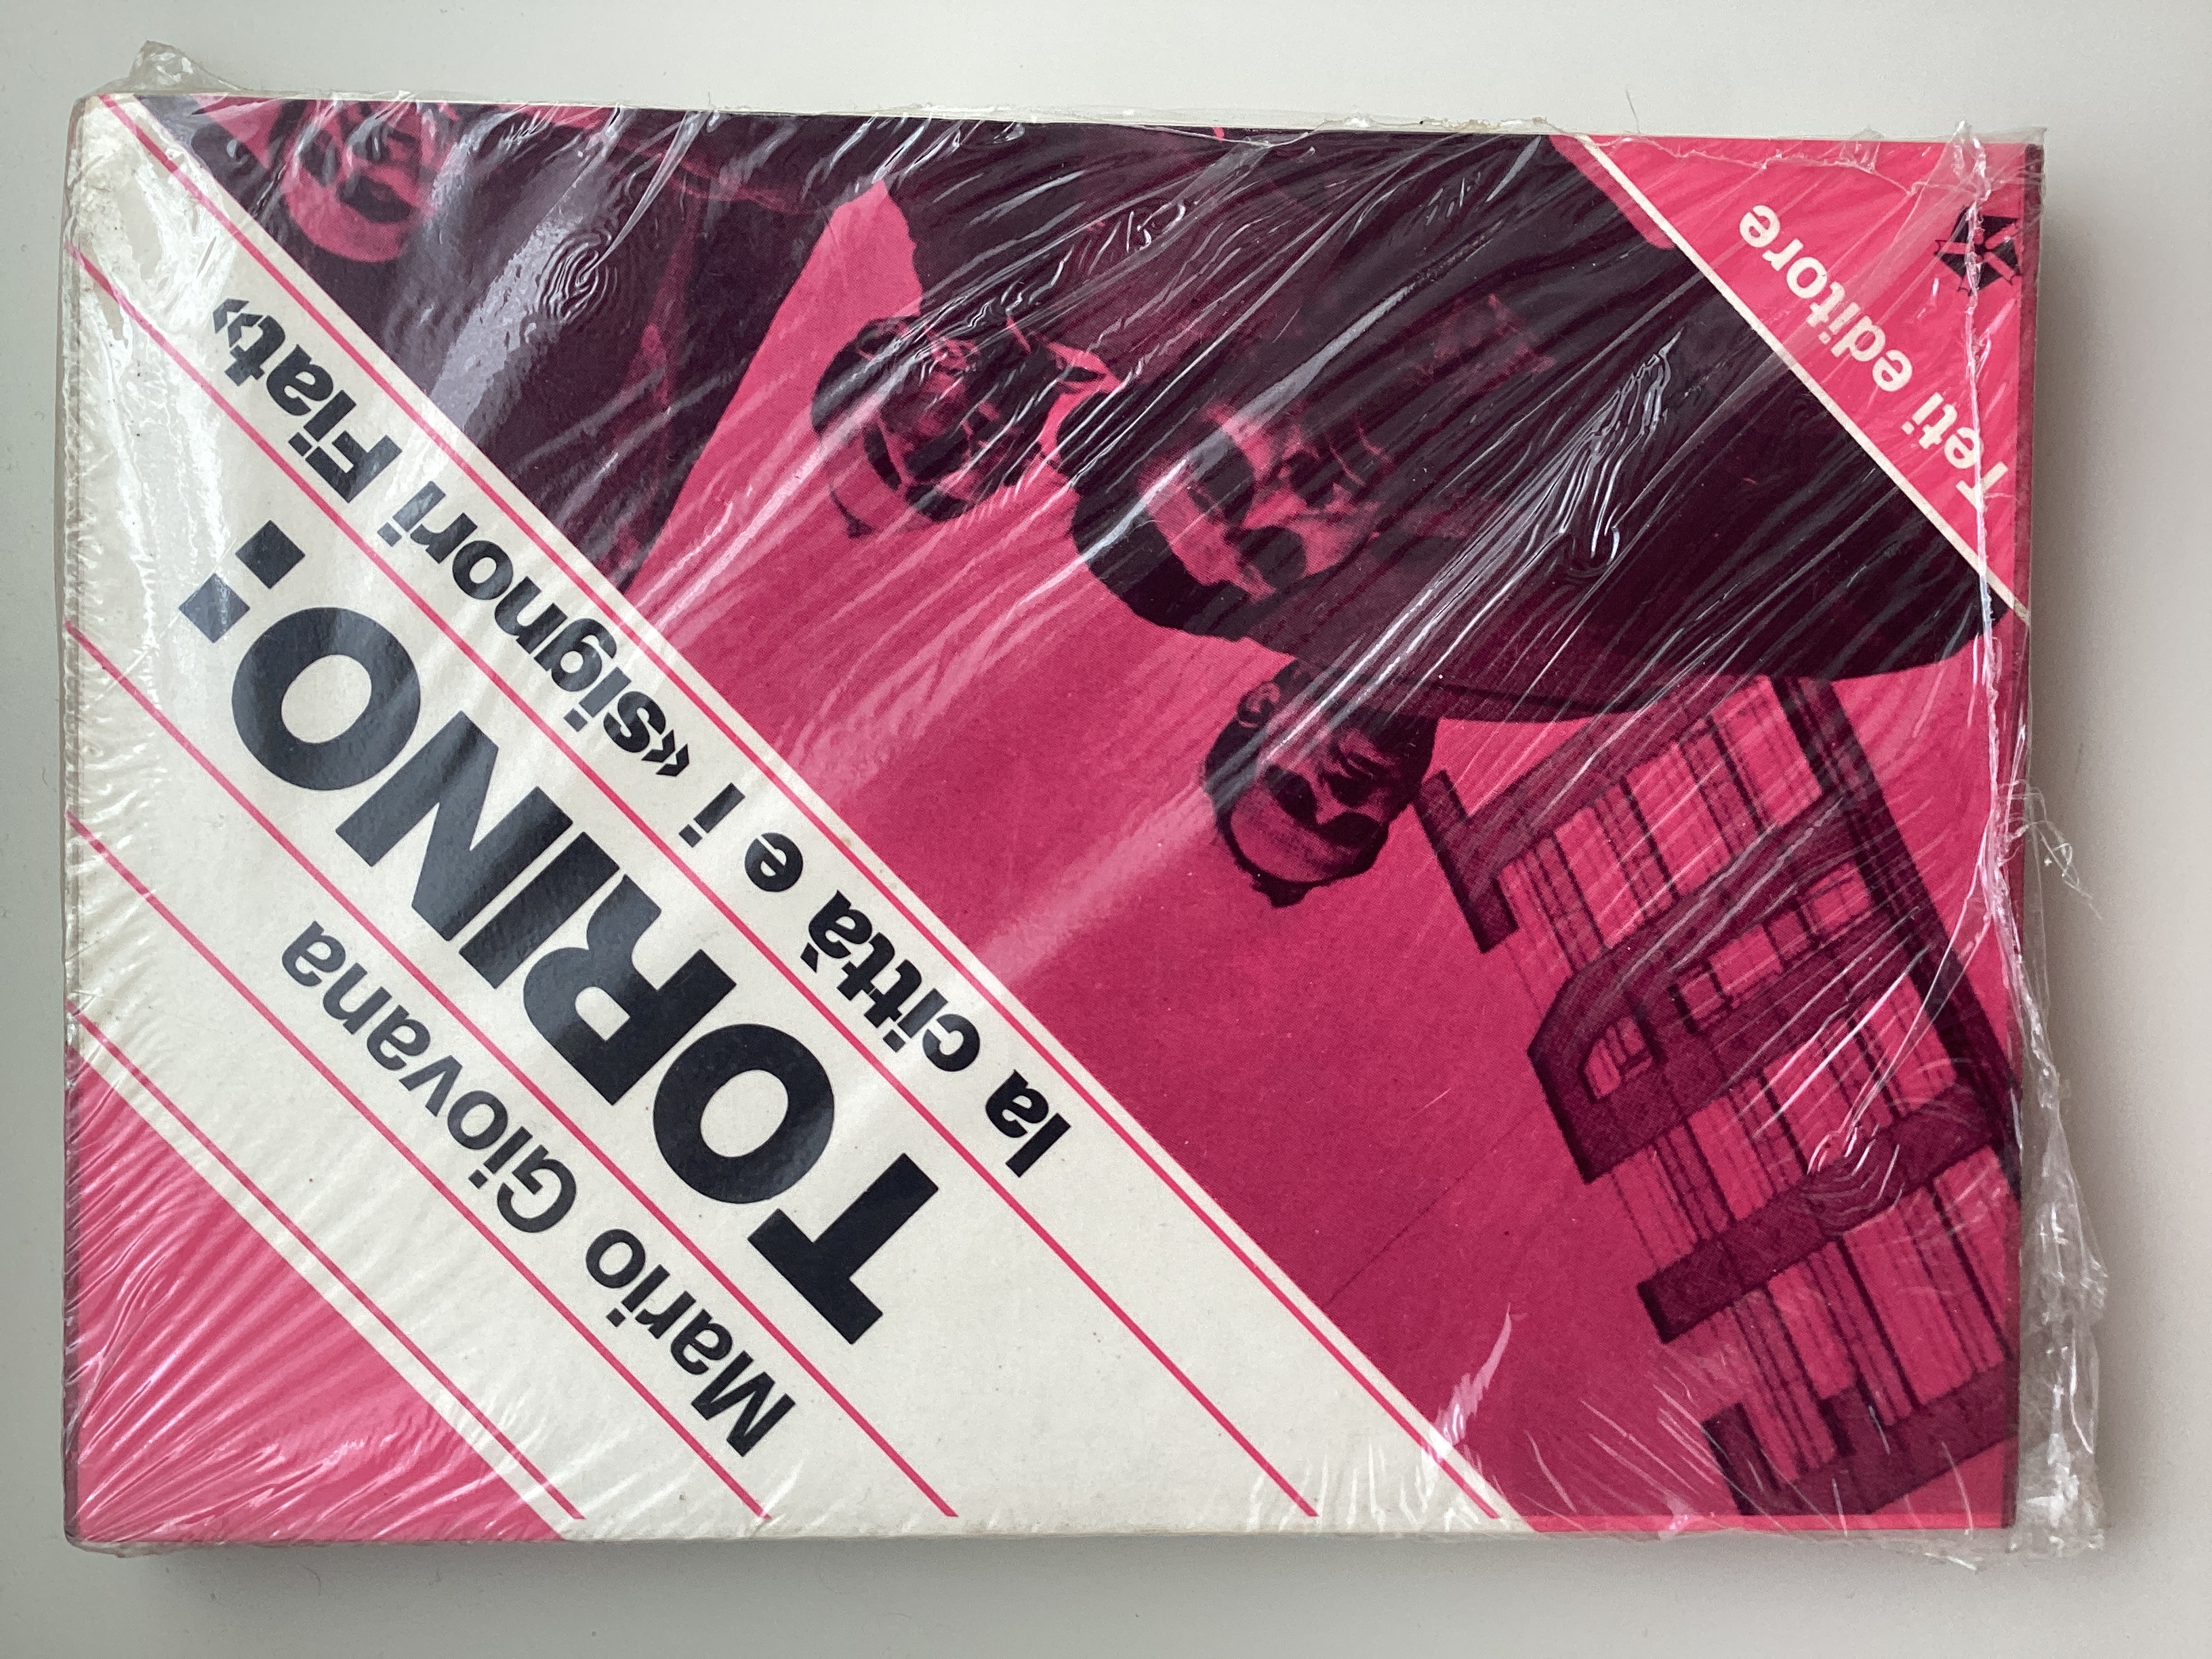 Mario Giovana
TORINO:
la città e i «signori Fiat»
Teti editore